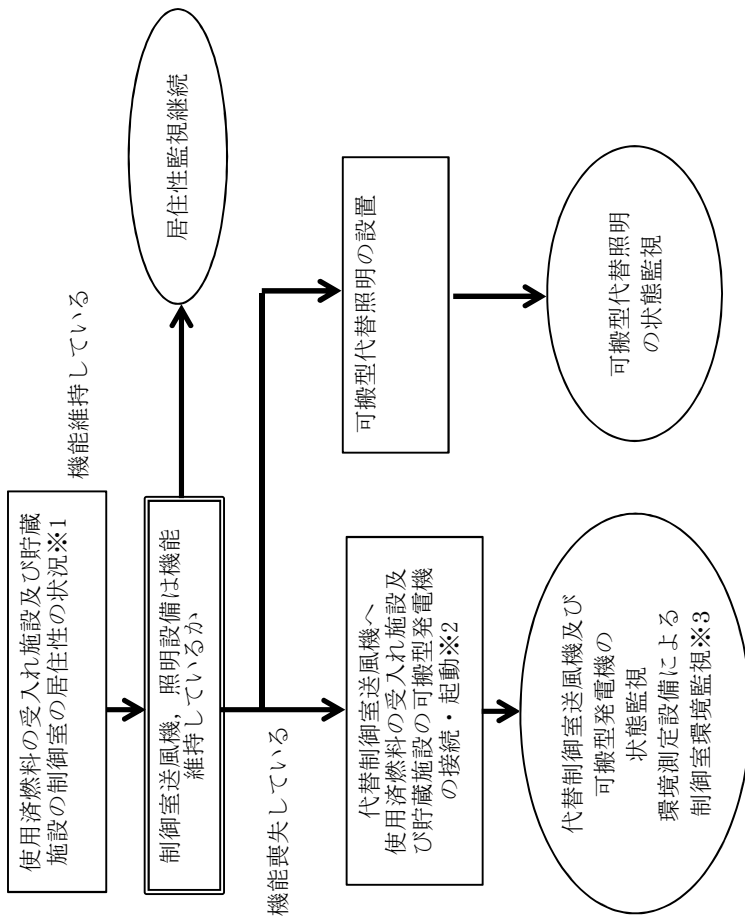 使用済燃料の受入れ施設及び貯蔵
施設の制御室の居住性の状況※1
制御室送風機，照明設備は機能
維持しているか
機能維持している
居住性監視継続
機能喪失している
代替制御室送風機へ
使用済燃料の受入れ施設及
び貯蔵施設の可搬型発電機
の接続・起動※2
可搬型代替照明の設置
代替制御室送風機及び
可搬型発電機の
状態監視
環境測定設備による
制御室環境監視※3
可搬型代替照明
の状態監視